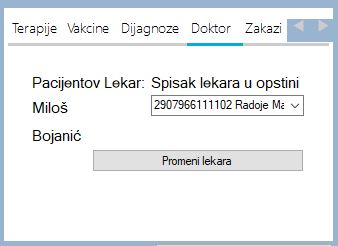 Terapije Vakcine Dijagnoze Doktor Zakazi
Pacijentov Lekar: Spisak lekara u opstini
Miloš 2907966111102 Radoje Ma
Bojanić
Promeni lekara